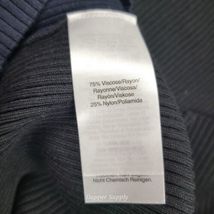 75% Viscose/Rayon/
Rayonne/Viscosa/
Rayón/Viskose
25% Nylon/Poliamida
Nicht Chemisch Reinigen.
Dapper Supply